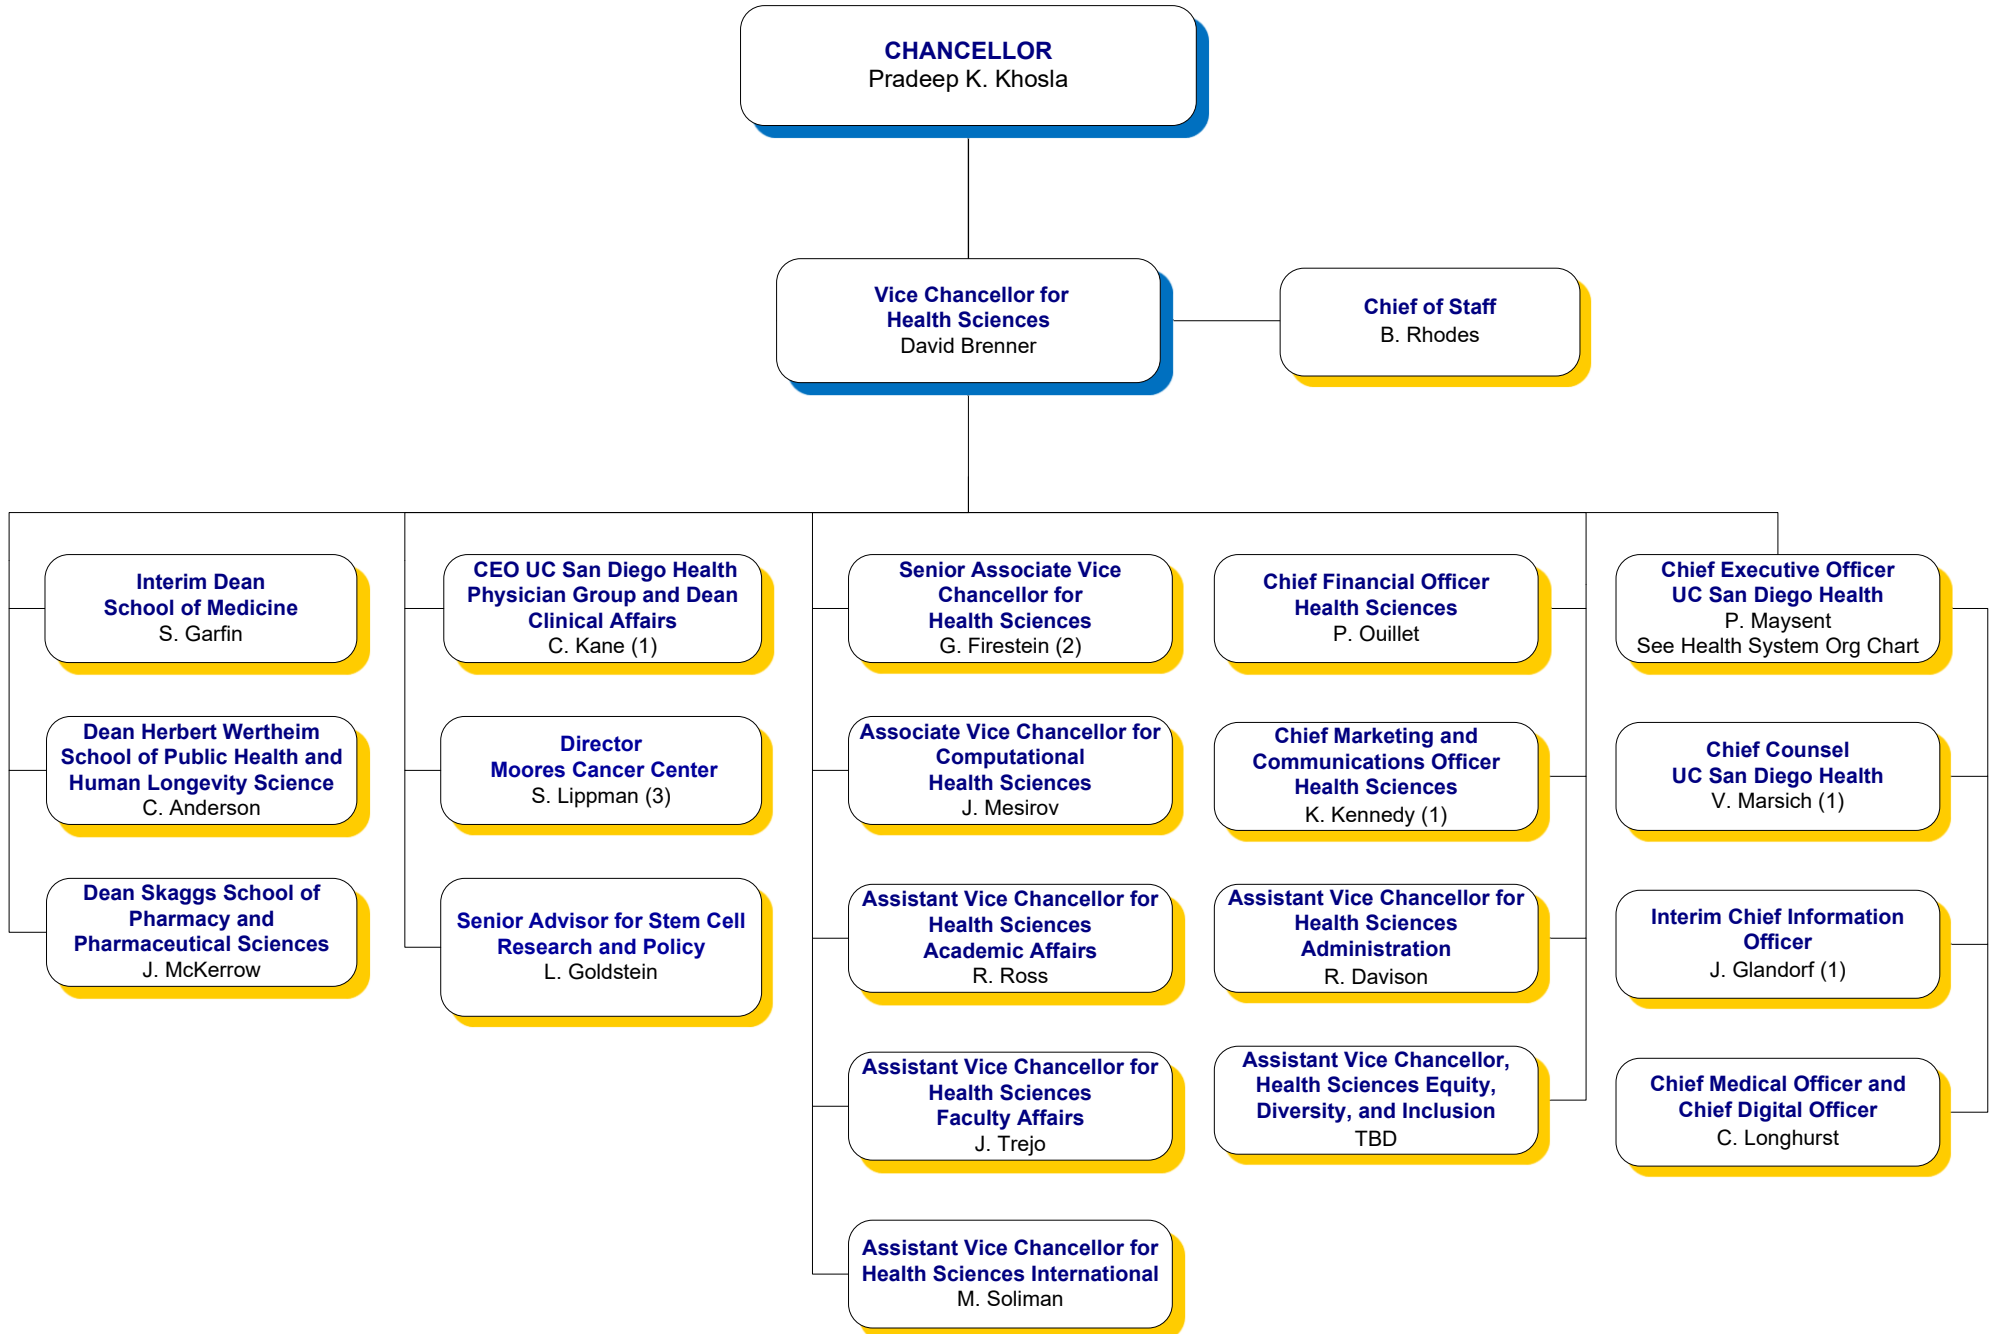 CHANCELLOR
Pradeep K. Khosla
Vice Chancellor for
Health Sciences
David Brenner
Chief of Staff
B. Rhodes
Interim Dean
School of Medicine
S. Garfin
Dean Herbert Wertheim
School of Public Health and
Human Longevity Science
C. Anderson
Dean Skaggs School of
Pharmacy and
Pharmaceutical Sciences
J. McKerrow
CEO UC San Diego Health
Physician Group and Dean
Clinical Affairs
C. Kane (1)
Director
Moores Cancer Center
S. Lippman (3)
Senior Advisor for Stem Cell
Research and Policy
L. Goldstein
Senior Associate Vice
Chancellor for
Health Sciences
G. Firestein (2)
Associate Vice Chancellor for
Computational
Health Sciences
J. Mesirov
Assistant Vice Chancellor for
Health Sciences
Academic Affairs
R. Ross
Assistant Vice Chancellor for
Health Sciences
Faculty Affairs
J. Trejo
Assistant Vice Chancellor for
Health Sciences International
M. Soliman
Chief Financial Officer
Health Sciences
P. Ouillet
Chief Marketing and
Communications Officer
Health Sciences
K. Kennedy (1)
Assistant Vice Chancellor for
Health Sciences
Administration
R. Davison
Assistant Vice Chancellor,
Health Sciences Equity,
Diversity, and Inclusion
TBD
Chief Executive Officer
UC San Diego Health
P. Maysent
See Health System Org Chart
Chief Counsel
UC San Diego Health
V. Marsich (1)
Interim Chief Information
Officer
J. Glandorf (1)
Chief Medical Officer and
Chief Digital Officer
C. Longhurst